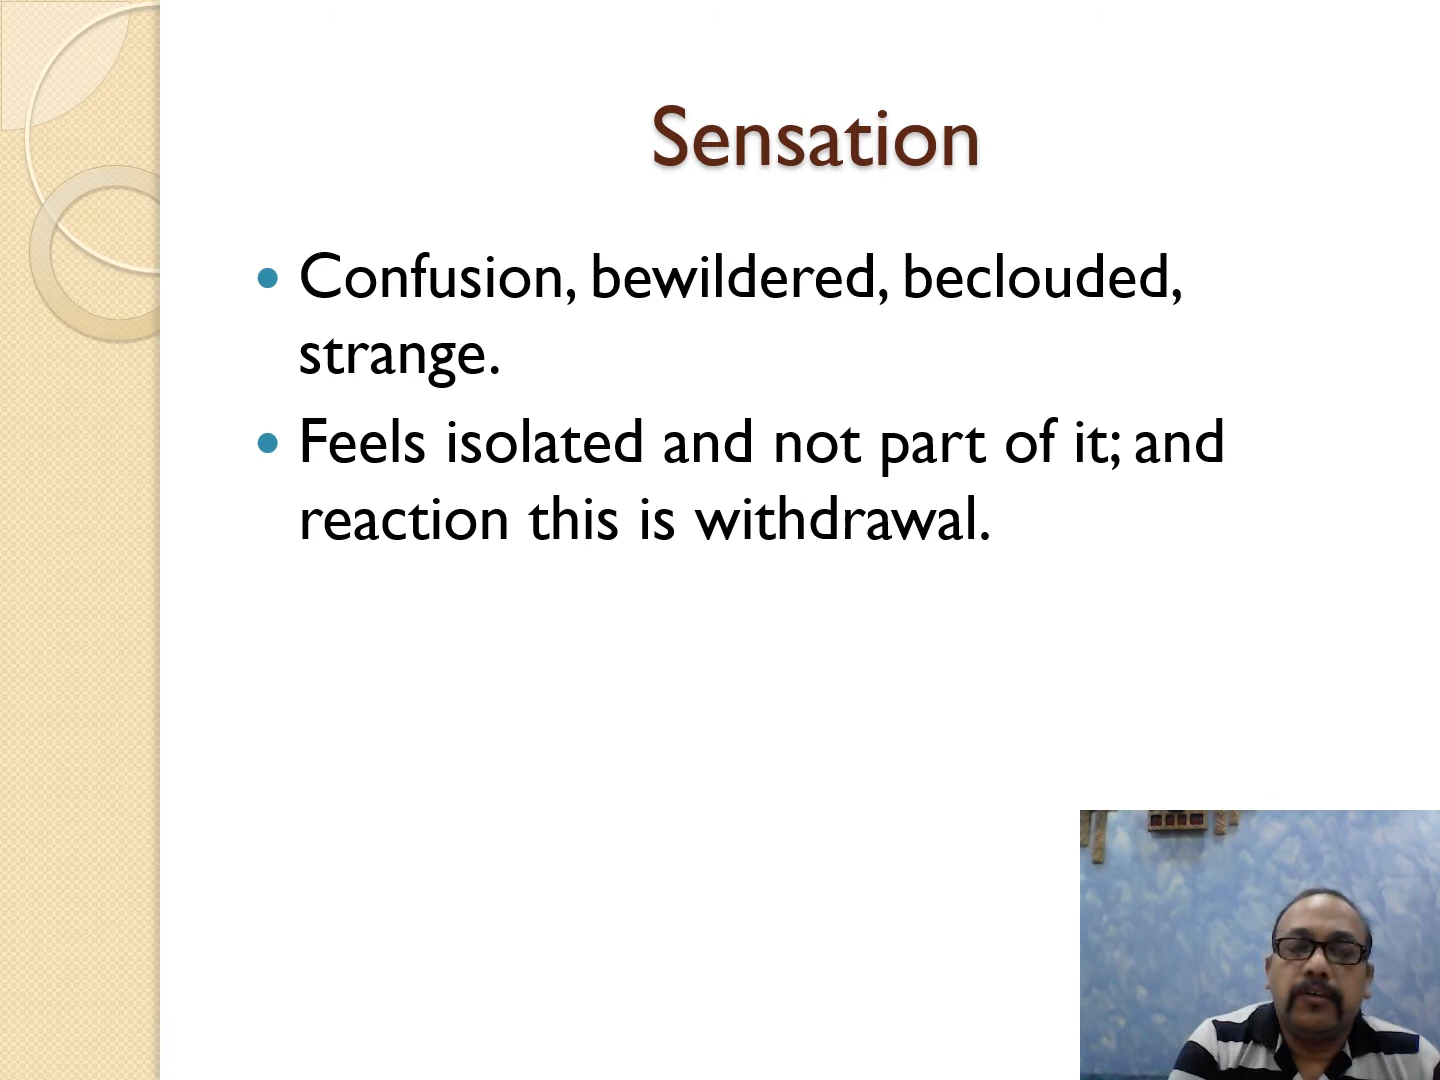 Sensation
Confusion, bewildered, beclouded,
strange.
Feels isolated and not part of it; and
reaction this is withdrawal.